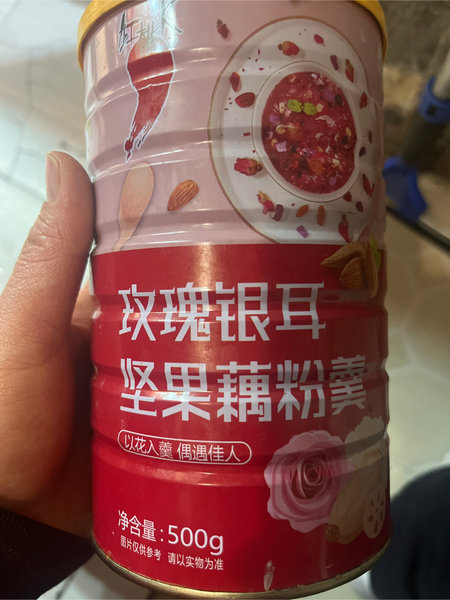 玫瑰银耳
坚果藕粉羹
以花入羹 偶遇佳人
净含量:500g
图片仅供参考 请以实物为准